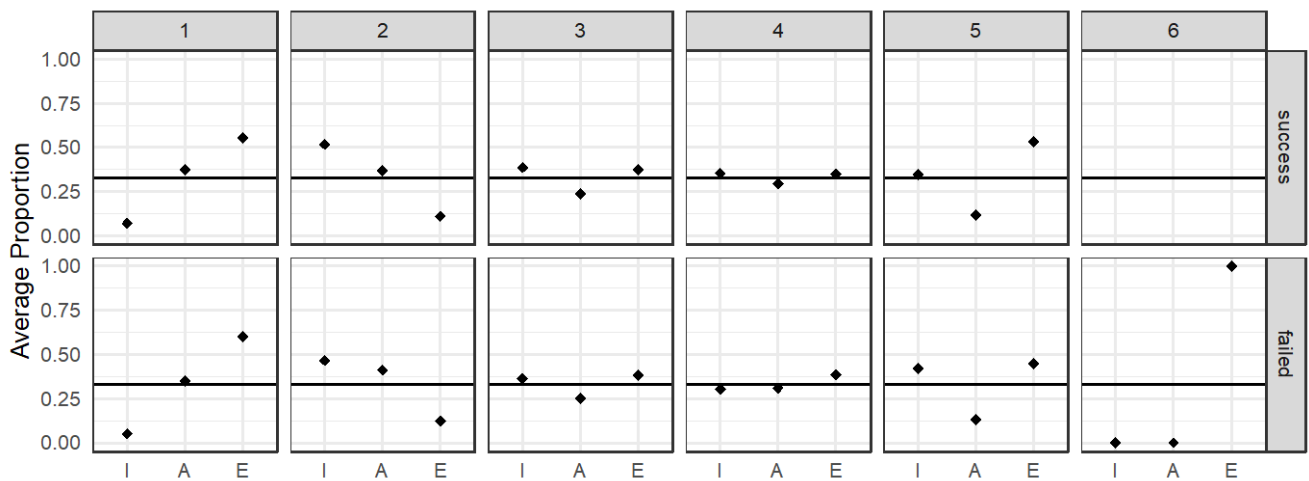 1 2 3 4 5 6
Average Proportion
1.00
0.75
0.50
0.25
0.00
success
1.00
0.75
0.50
0.25
0.00
failed
I A E I A E I A E I A E I A E I A E